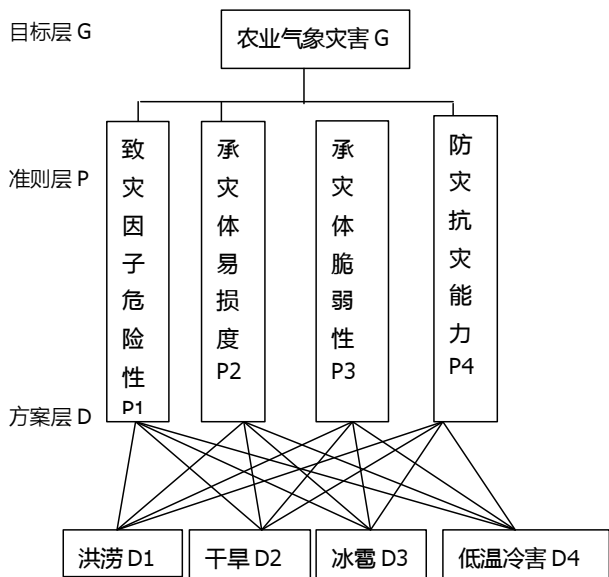 目标层 G
农业气象灾害 G
准则层 P
致灾因子危险性 P1
承灾体易损度 P2
承灾体脆弱性 P3
防灾抗灾能力 P4
方案层 D
洪涝 D1
干旱 D2
冰雹 D3
低温冷害 D4